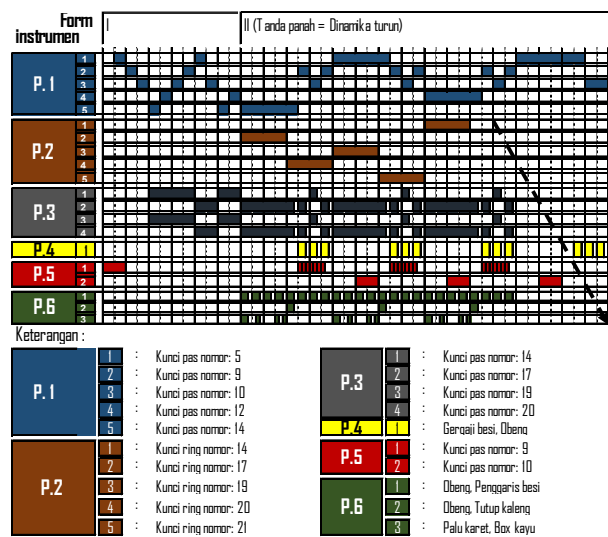 Form I II (Tanda panah = Dinamika turun)
instrumen
P.1 1
2
3
4
5
P.2 1
2
3
4
5
P.3 1
2
3
4
P.4 1
P.5 1
2
P.6 1
2
3
Keterangan :
P.1
1 : Kunci pas nomor: 5
2 : Kunci pas nomor: 9
3 : Kunci pas nomor: 10
4 : Kunci pas nomor: 12
5 : Kunci pas nomor: 14
P.2
1 : Kunci ring nomor: 14
2 : Kunci ring nomor: 17
3 : Kunci ring nomor: 19
4 : Kunci ring nomor: 20
5 : Kunci ring nomor: 21
P.3
1 : Kunci pas nomor: 14
2 : Kunci pas nomor: 17
3 : Kunci pas nomor: 19
4 : Kunci pas nomor: 20
P.4
1 : Gergaji besi, Obeng
P.5
1 : Kunci pas nomor: 9
2 : Kunci pas nomor: 10
P.6
1 : Obeng, Penggaris besi
2 : Obeng, Tutup kaleng
3 : Palu karet, Box kayu